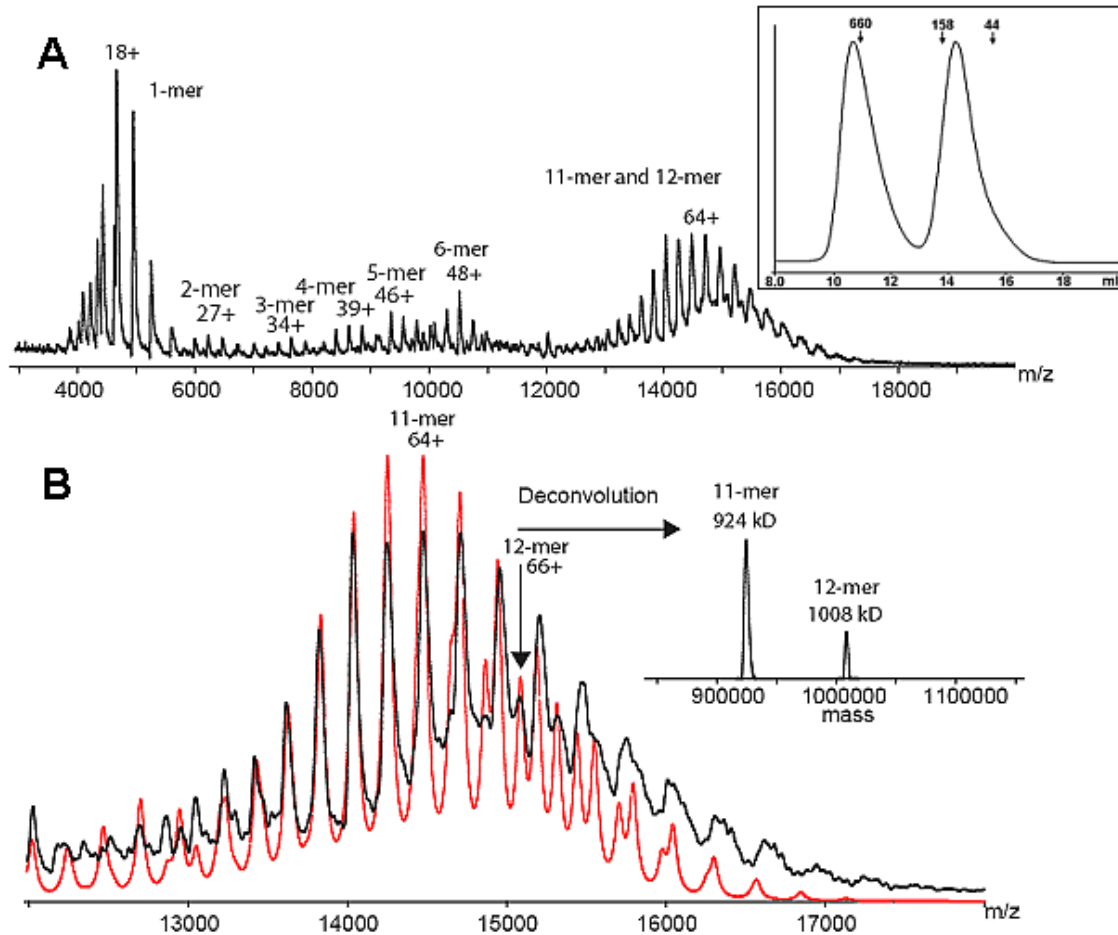 A
18+
1-mer
2-mer
27+
3-mer
34+
4-mer
39+
5-mer
46+
6-mer
48+
11-mer and 12-mer
64+
4000 6000 8000 10000 12000 14000 16000 18000 m/z
660 158 44
8.0 10 12 14 16 18 ml
B
11-mer
64+
Deconvolution
12-mer
66+
11-mer
924 kD
12-mer
1008 kD
900000 1000000 1100000
mass
13000 14000 15000 16000 17000 m/z